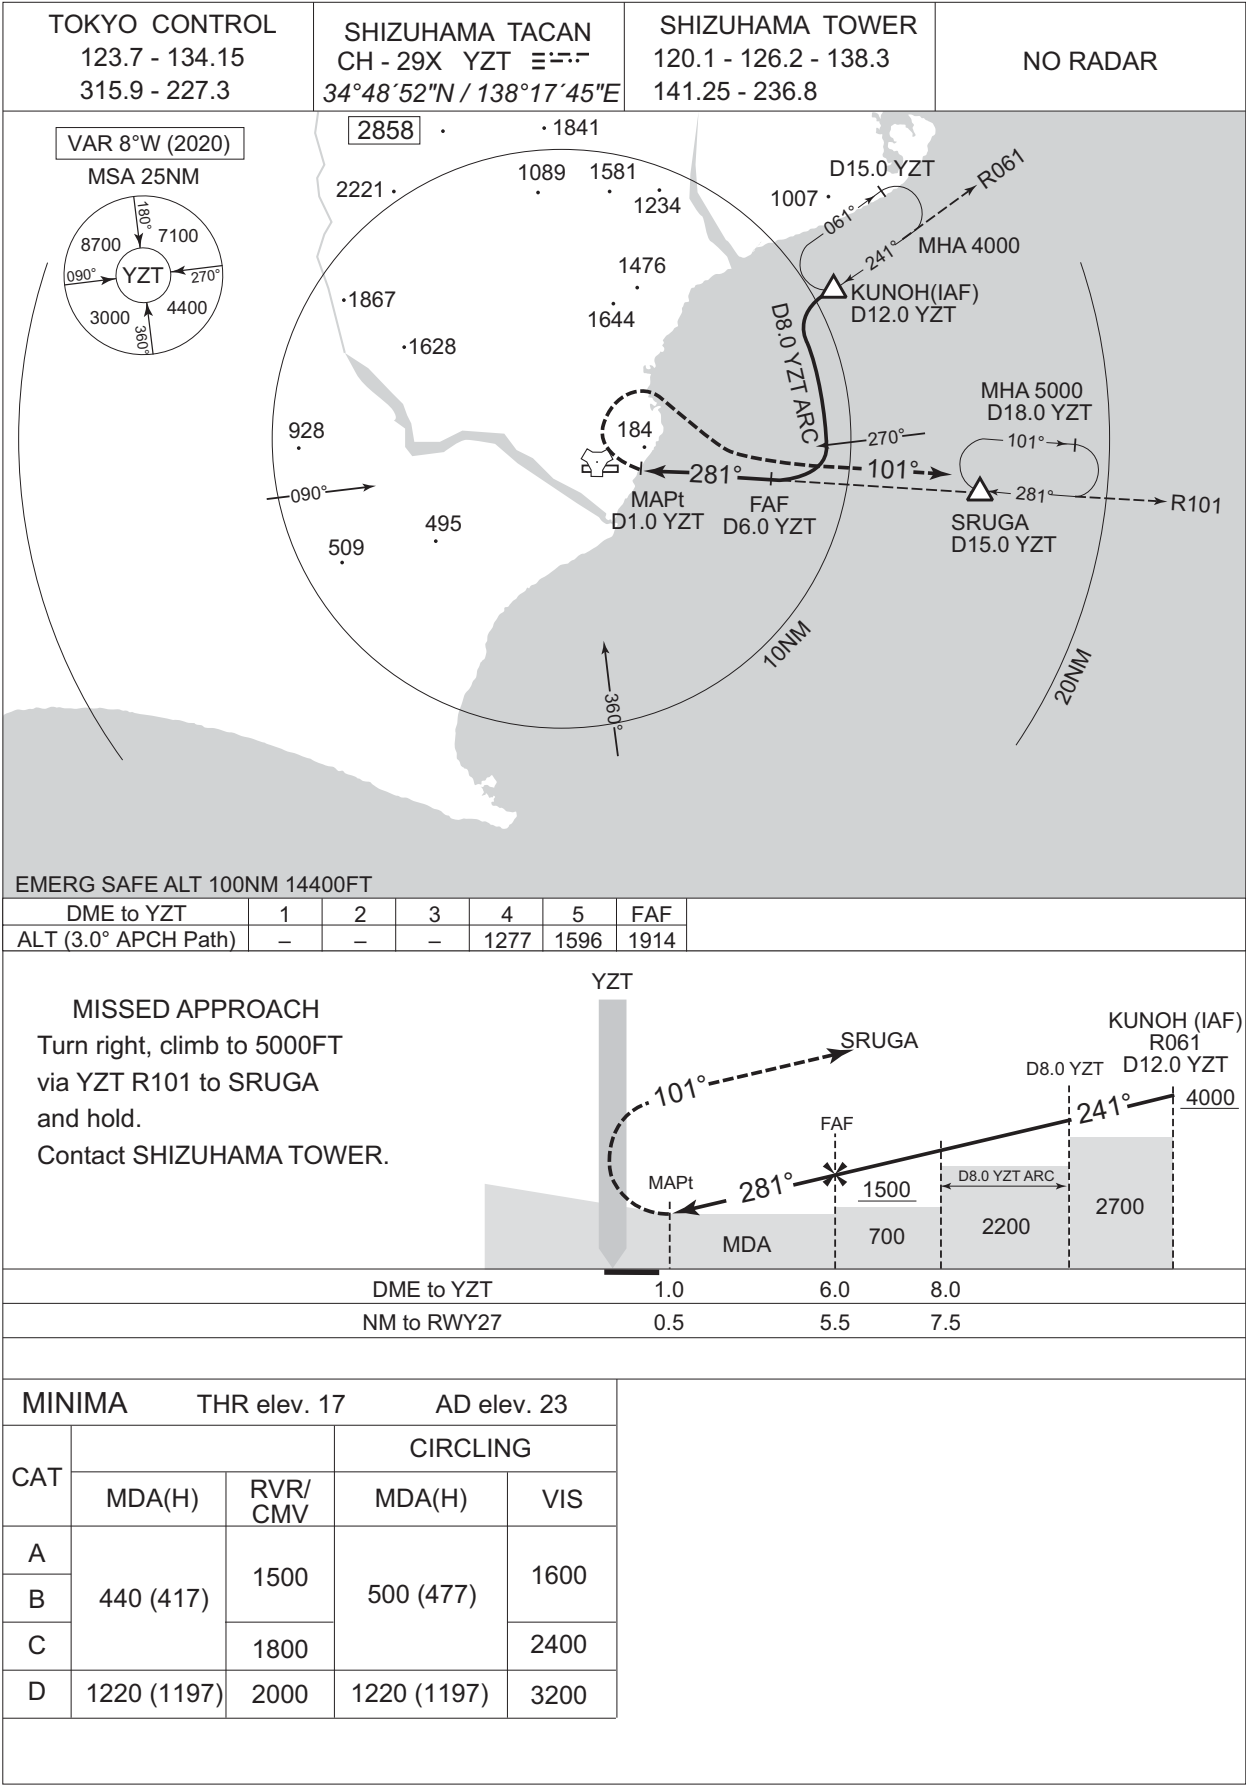 TOKYO CONTROL
123.7 - 134.15
315.9 - 227.3
SHIZUHAMA TACAN
CH - 29X YZT
34°48´52"N / 138°17´45"E
SHIZUHAMA TOWER
120.1 - 126.2 - 138.3
141.25 - 236.8
NO RADAR
VAR 8°W (2020)
MSA 25NM
180°
8700
7100
090°
YZT
270°
3000
4400
360°
2858
1841
2221
1089
1581
1234
1007
D15.0 YZT
R061
061°
241°
MHA 4000
1476
1867
1644
KUNOH(IAF)
D12.0 YZT
1628
D8.0 YZT ARC
MHA 5000
D18.0 YZT
928
184
270°
101°
281°
101°
090°
281°
MAPt
D1.0 YZT
FAF
D6.0 YZT
R101
SRUGA
D15.0 YZT
495
509
10NM
20NM
360°
EMERG SAFE ALT 100NM 14400FT
DME to YZT 1 2 3 4 5 FAF
ALT (3.0° APCH Path) – – – 1277 1596 1914
MISSED APPROACH
Turn right, climb to 5000FT
via YZT R101 to SRUGA
and hold.
Contact SHIZUHAMA TOWER.
YZT
SRUGA
101°
KUNOH (IAF)
R061
D12.0 YZT
D8.0 YZT
241°
4000
FAF
MAPt
281°
1500
D8.0 YZT ARC
MDA
700
2200
2700
DME to YZT 1.0 6.0 8.0
NM to RWY27 0.5 5.5 7.5
MINIMA THR elev. 17 AD elev. 23
CAT
CIRCLING
MDA(H)
RVR/
CMV
MDA(H)
VIS
A
B
440 (417)
1500
500 (477)
1600
C
1800
2400
D 1220 (1197) 2000 1220 (1197) 3200